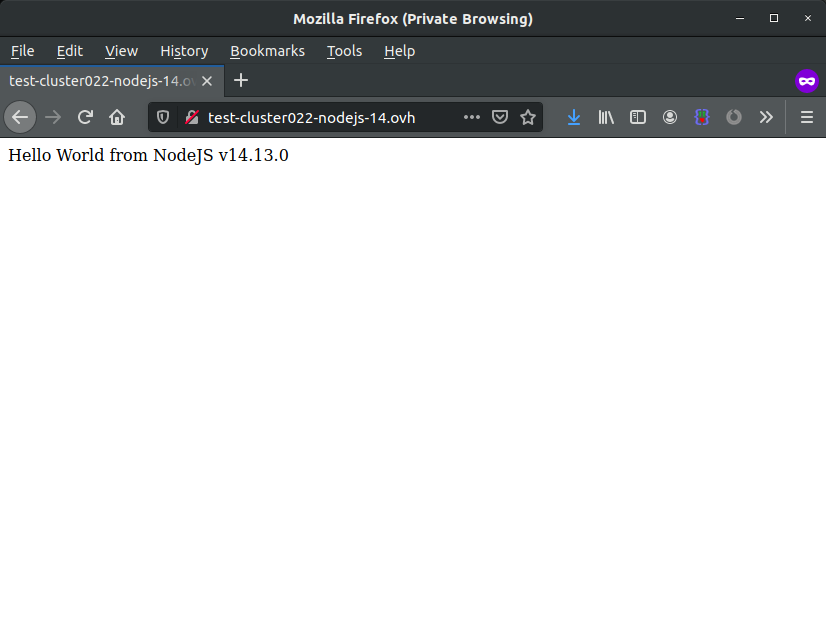 Mozilla Firefox (Private Browsing)
File Edit View History Bookmarks Tools Help
test-cluster022-nodejs-14.ov
test-cluster022-nodejs-14.ovh
Hello World from NodeJS v14.13.0